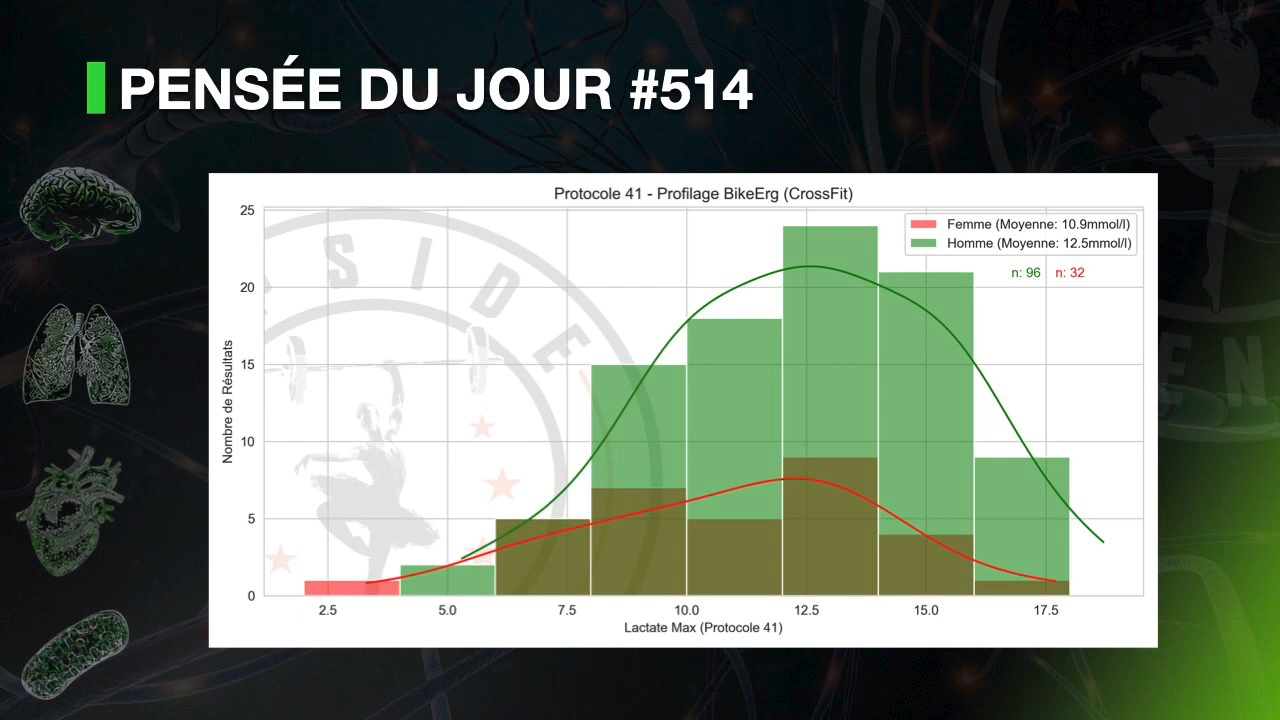 PENSÉE DU JOUR #514
Protocole 41 - Profilage BikeErg (CrossFit)
Femme (Moyenne: 10.9mmol/l)
Homme (Moyenne: 12.5mmol/l)
n: 96 n: 32
Nombre de Résultats
25
20
15
10
5
0
2.5 5.0 7.5 10.0 12.5 15.0 17.5
Lactate Max (Protocole 41)
SIDE
EN